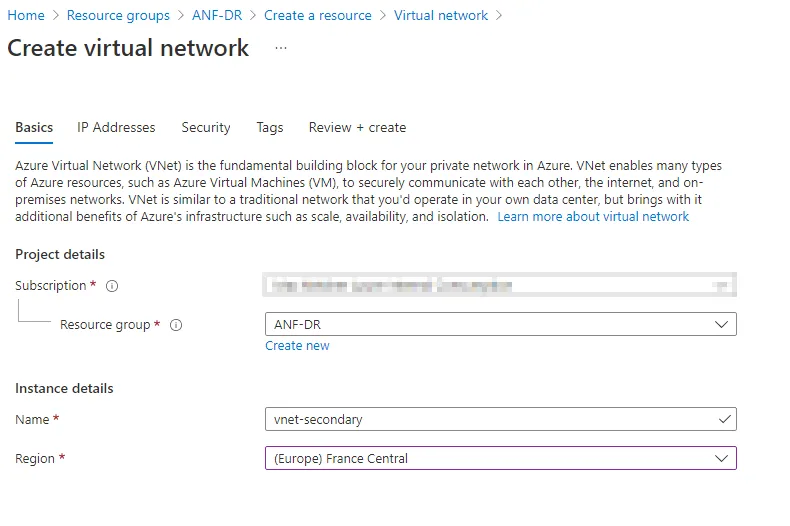 Home > Resource groups > ANF-DR > Create a resource > Virtual network >
Create virtual network ...
Basics IP Addresses Security Tags Review + create
Azure Virtual Network (VNet) is the fundamental building block for your private network in Azure. VNet enables many types
of Azure resources, such as Azure Virtual Machines (VM), to securely communicate with each other, the internet, and on-
premises networks. VNet is similar to a traditional network that you'd operate in your own data center, but brings with it
additional benefits of Azure's infrastructure such as scale, availability, and isolation. Learn more about virtual network
Project details
Subscription *
Resource group * ANF-DR
Create new
Instance details
Name * vnet-secondary
Region * (Europe) France Central